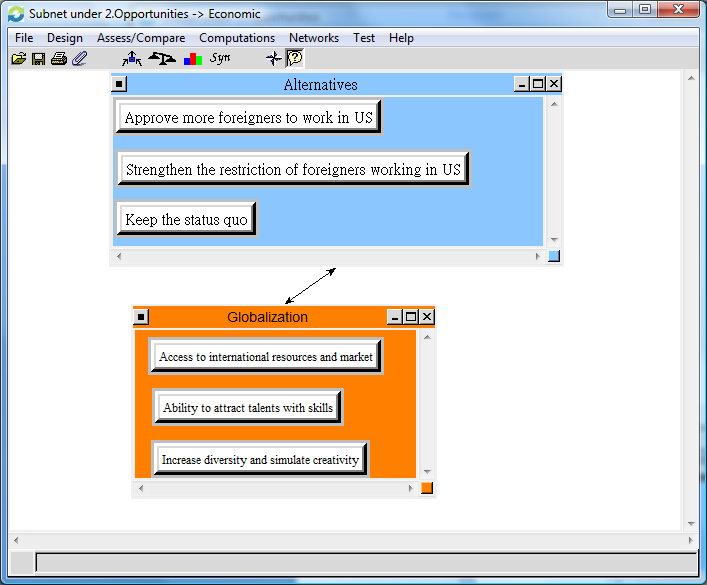 Subnet under 2.Opportunities -> Economic
File Design Assess/Compare Computations Networks Test Help
Syn
Alternatives
Approve more foreigners to work in US
Strengthen the restriction of foreigners working in US
Keep the status quo
Globalization
Access to international resources and market
Ability to attract talents with skills
Increase diversity and simulate creativity